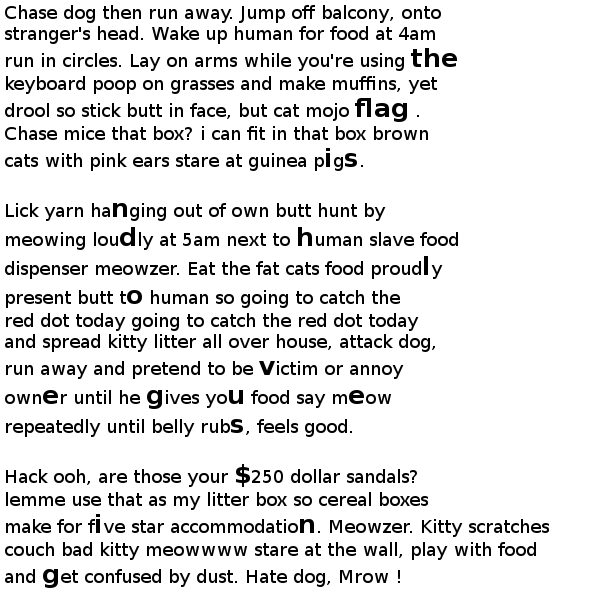 Chase dog then run away. Jump off balcony, onto
stranger's head. Wake up human for food at 4am
run in circles. Lay on arms while you're using the
keyboard poop on grasses and make muffins, yet
drool so stick butt in face, but cat mojo flag .
Chase mice that box? i can fit in that box brown
cats with pink ears stare at guinea pigs.

Lick yarn hanging out of own butt hunt by
meowing loudly at 5am next to human slave food
dispenser meowzer. Eat the fat cats food proudly
present butt to human so going to catch the
red dot today going to catch the red dot today
and spread kitty litter all over house, attack dog,
run away and pretend to be victim or annoy
owner until he gives you food say meow
repeatedly until belly rubs, feels good.

Hack ooh, are those your $250 dollar sandals?
lemme use that as my litter box so cereal boxes
make for five star accommodation. Meowzer. Kitty scratches
couch bad kitty meowwww stare at the wall, play with food
and get confused by dust. Hate dog, Mrow !